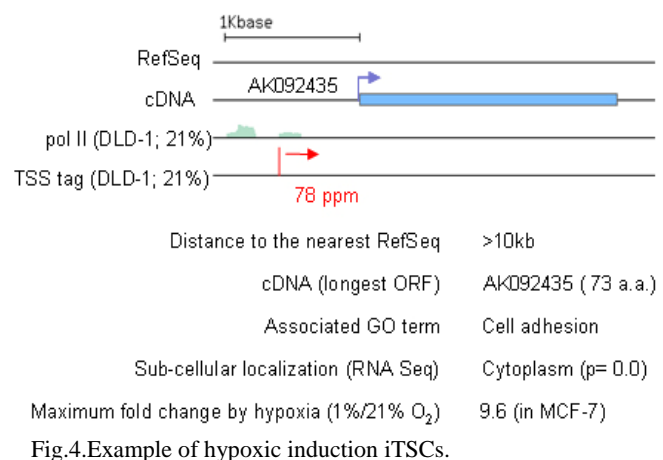 1Kbase
RefSeq
AK092435
cDNA
pol II (DLD-1; 21%)
TSS tag (DLD-1; 21%)
78 ppm
Distance to the nearest RefSeq >10kb
cDNA (longest ORF) AK092435 ( 73 a.a.)
Associated GO term Cell adhesion
Sub-cellular localization (RNA Seq) Cytoplasm (p= 0.0)
Maximum fold change by hypoxia (1%/21% O₂) 9.6 (in MCF-7)
Fig.4.Example of hypoxic induction iTSCs.